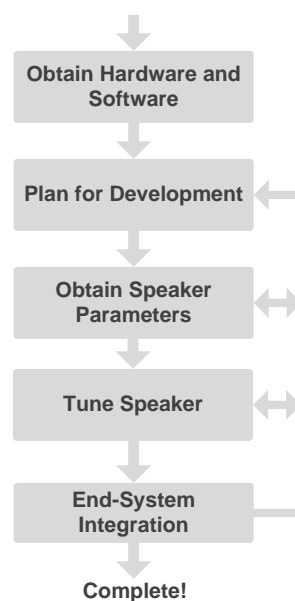 Obtain Hardware and
Software
Plan for Development
Obtain Speaker
Parameters
Tune Speaker
End-System
Integration
Complete!